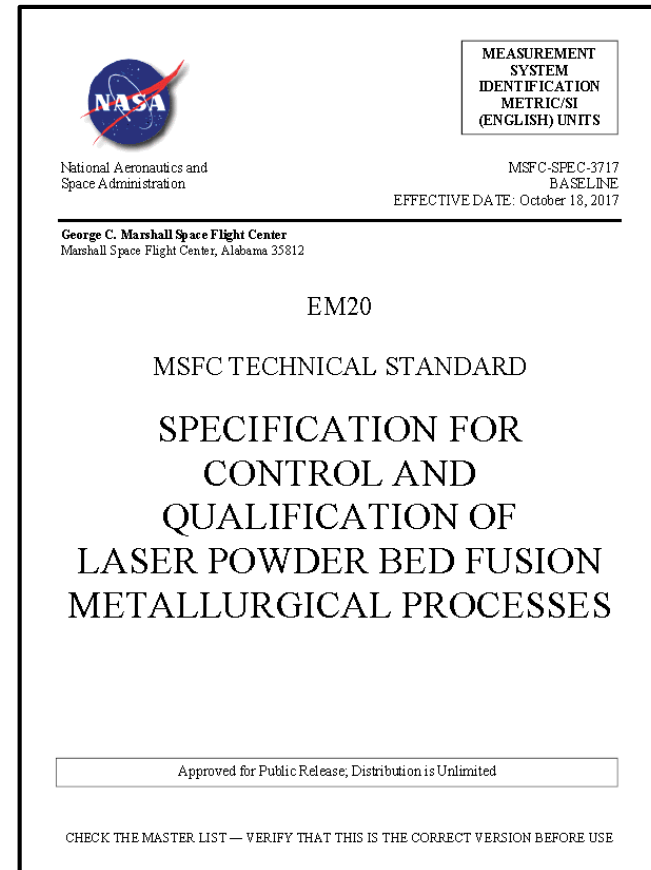 NASA
MEASUREMENT
SYSTEM
IDENTIFICATION
METRIC/SI
(ENGLISH) UNITS
National Aeronautics and
Space Administration
MSFC-SPEC-3717
BASELINE
EFFECTIVE DATE: October 18, 2017
George C. Marshall Space Flight Center
Marshall Space Flight Center, Alabama 35812
EM20
MSFC TECHNICAL STANDARD
SPECIFICATION FOR
CONTROL AND
QUALIFICATION OF
LASER POWDER BED FUSION
METALLURGICAL PROCESSES
Approved for Public Release; Distribution is Unlimited
CHECK THE MASTER LIST — VERIFY THAT THIS IS THE CORRECT VERSION BEFORE USE